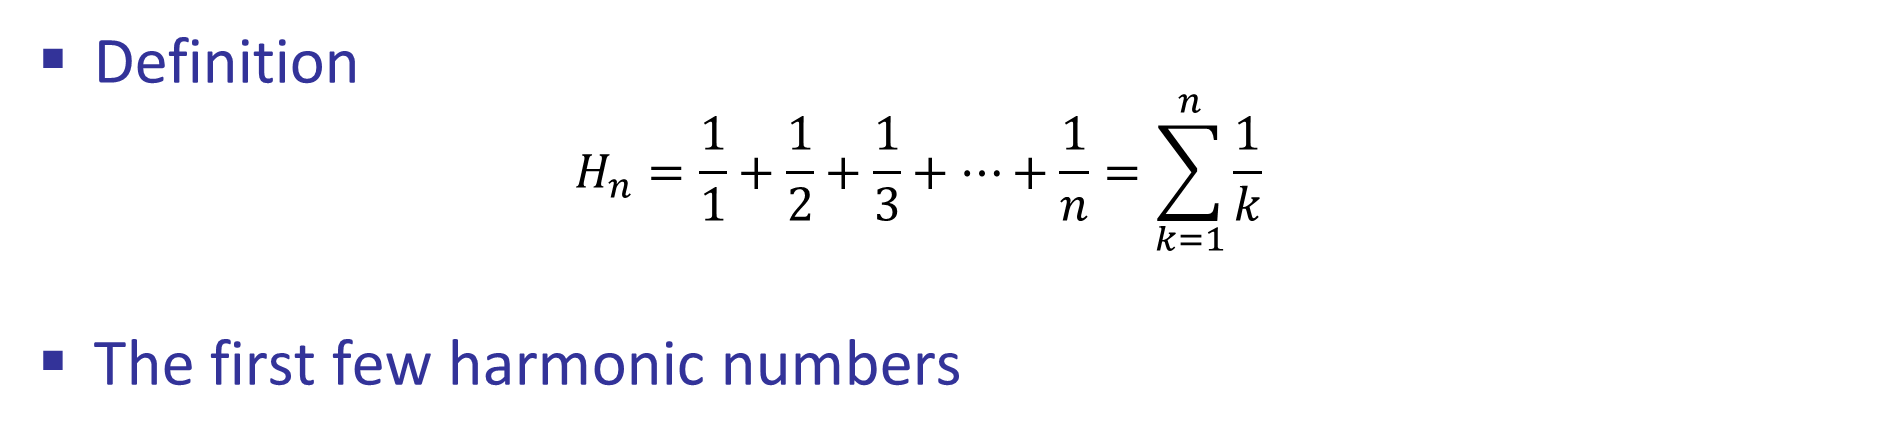 ▪ Definition
H_n = 1/1 + 1/2 + 1/3 + ⋯ + 1/n = ∑_{k=1}^{n} 1/k
▪ The first few harmonic numbers